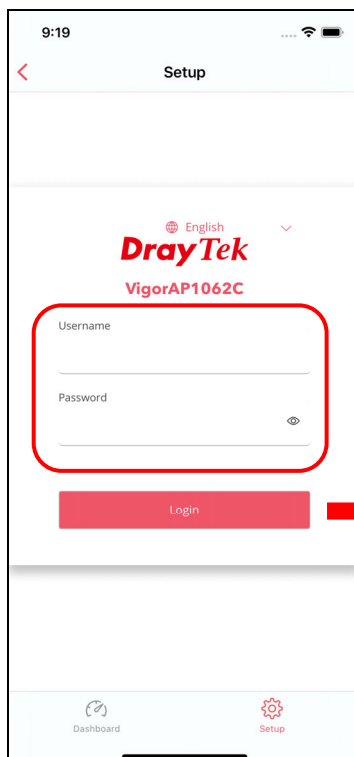 9:19
Setup
English
DrayTek
VigorAP1062C
Username
Password
Login
Dashboard
Setup